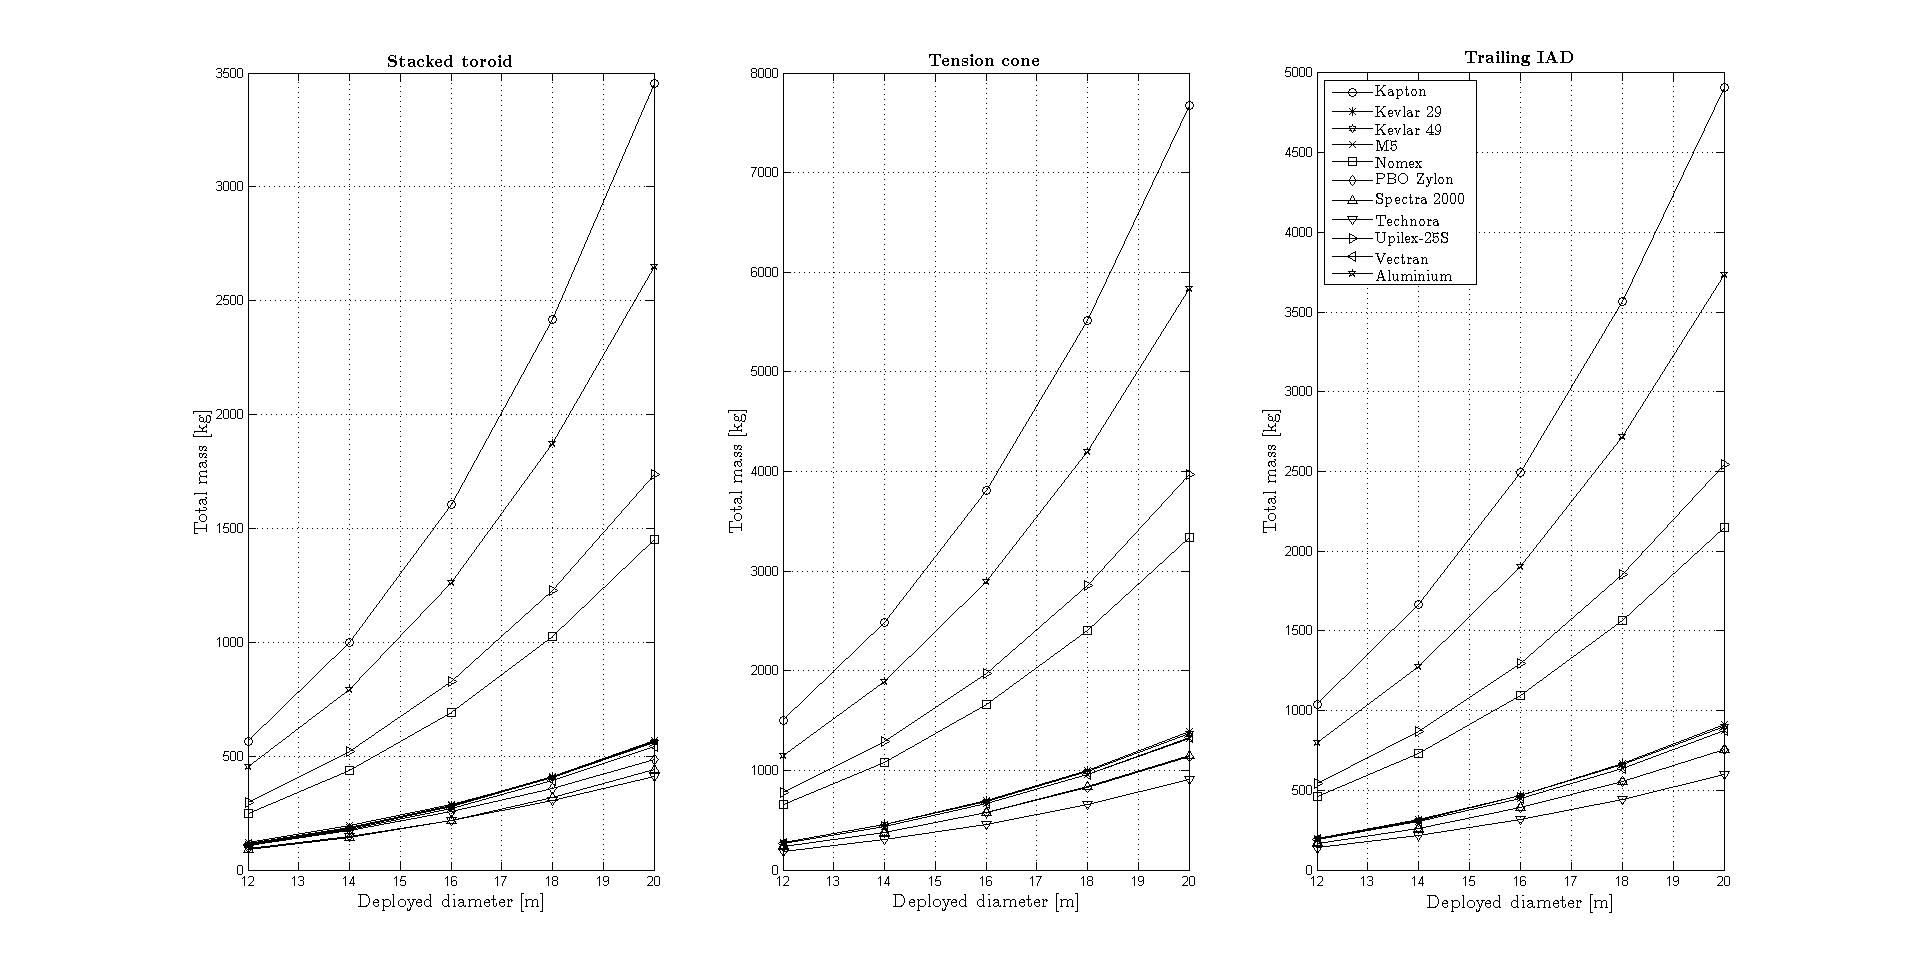 Stacked toroid
3500
3000
2500
2000
1500
1000
500
0
Total mass [kg]
12 13 14 15 16 17 18 19 20
Deployed diameter [m]
Tension cone
8000
7000
6000
5000
4000
3000
2000
1000
0
Total mass [kg]
12 13 14 15 16 17 18 19 20
Deployed diameter [m]
Trailing IAD
5000
4500
4000
3500
3000
2500
2000
1500
1000
500
0
Total mass [kg]
12 13 14 15 16 17 18 19 20
Deployed diameter [m]
Kapton
Kevlar 29
Kevlar 49
M5
Nomex
PBO Zylon
Spectra 2000
Technora
Upilex-25S
Vectran
Aluminium